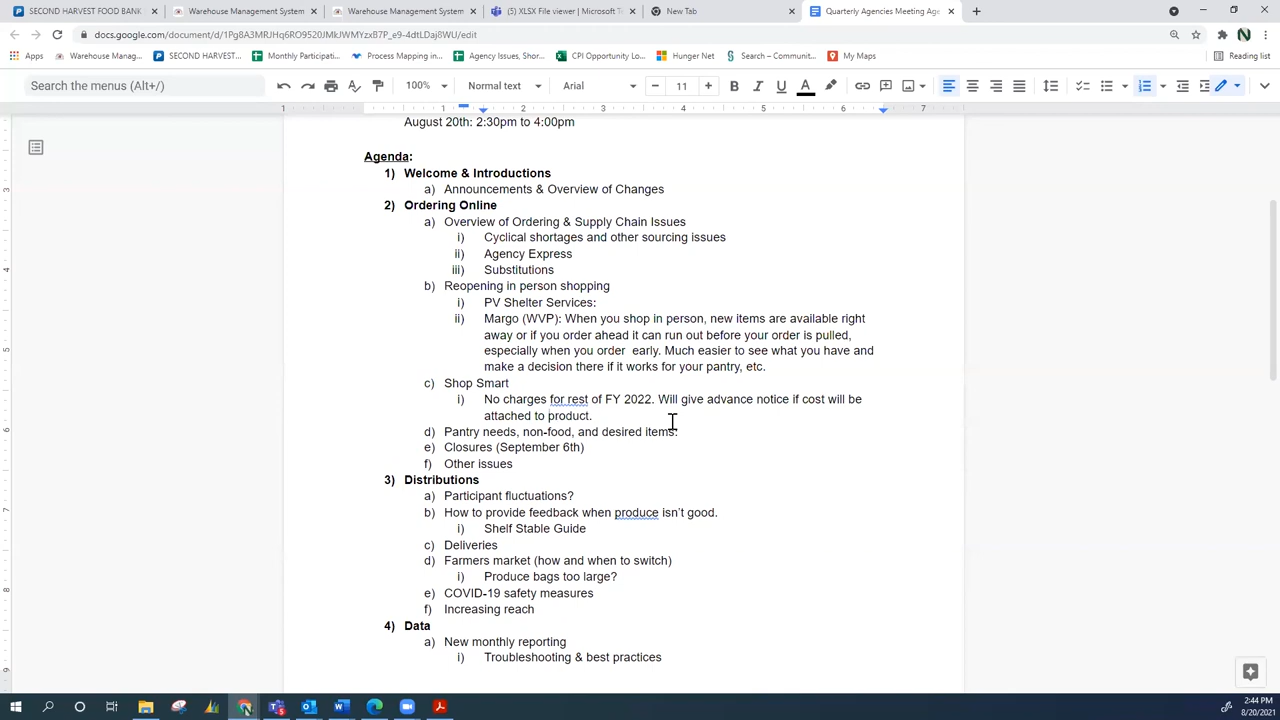 SECOND HARVEST FOOD BANK
Warehouse Management System
Warehouse Management System
(5) XLSX File viewer | Microsoft T
New Tab
Quarterly Agencies Meeting Age
docs.google.com/document/d/1Pg8A3MRJHq6RO9520JMkJWMYzxB7P_e9-4dtLDaj8WU/edit
Apps
Warehouse Manag...
SECOND HARVEST...
Monthly Participati...
Process Mapping in...
Agency Issues, Shor...
CPI Opportunity Lo...
Hunger Net
Search – Communit...
My Maps
Reading list
Search the menus (Alt+/)
100%
Normal text
Arial
11
August 20th: 2:30pm to 4:00pm
Agenda:
1) Welcome & Introductions
a) Announcements & Overview of Changes
2) Ordering Online
a) Overview of Ordering & Supply Chain Issues
i) Cyclical shortages and other sourcing issues
ii) Agency Express
iii) Substitutions
b) Reopening in person shopping
i) PV Shelter Services:
ii) Margo (WVP): When you shop in person, new items are available right
away or if you order ahead it can run out before your order is pulled,
especially when you order early. Much easier to see what you have and
make a decision there if it works for your pantry, etc.
c) Shop Smart
i) No charges for rest of FY 2022. Will give advance notice if cost will be
attached to product.
d) Pantry needs, non-food, and desired items:
e) Closures (September 6th)
f) Other issues
3) Distributions
a) Participant fluctuations?
b) How to provide feedback when produce isn't good.
i) Shelf Stable Guide
c) Deliveries
d) Farmers market (how and when to switch)
i) Produce bags too large?
e) COVID-19 safety measures
f) Increasing reach
4) Data
a) New monthly reporting
i) Troubleshooting & best practices
2:44 PM
8/20/2021